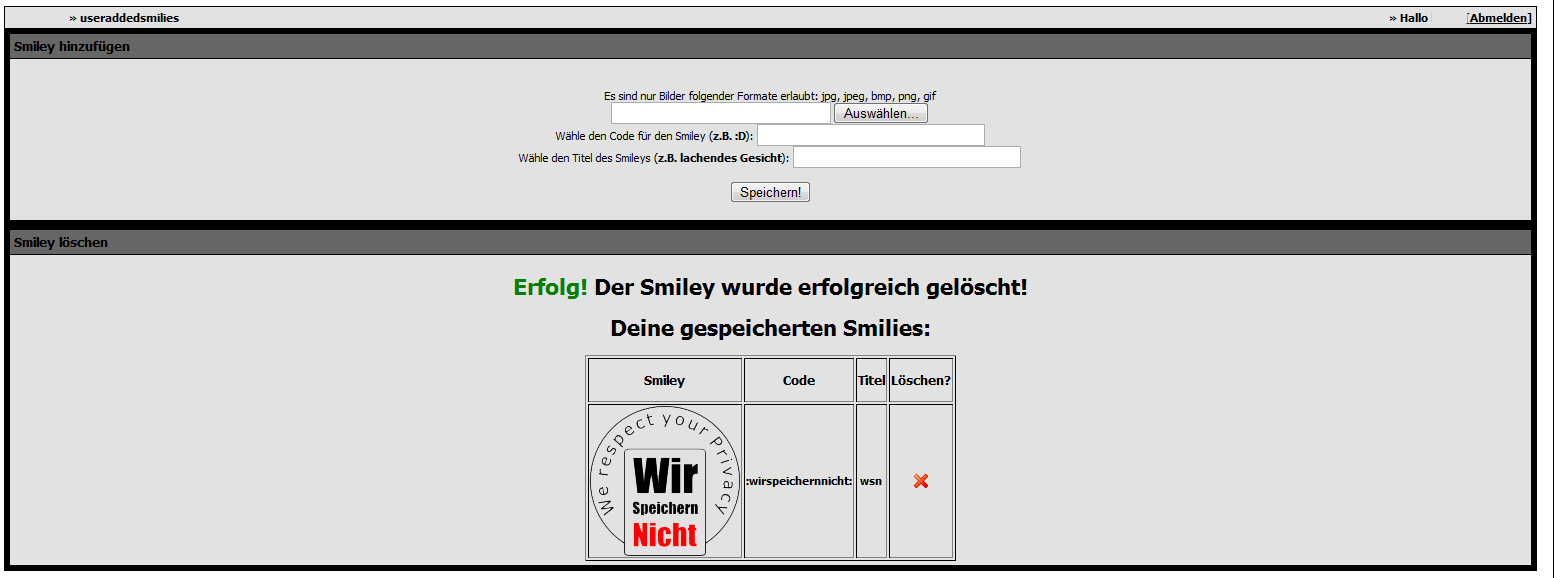 » useraddedsmilies
» Hallo [Abmelden]
Smiley hinzufügen
Es sind nur Bilder folgender Formate erlaubt: jpg, jpeg, bmp, png, gif
Auswählen...
Wähle den Code für den Smiley (z.B. :D):
Wähle den Titel des Smileys (z.B. lachendes Gesicht):
Speichern!
Smiley löschen
Erfolg! Der Smiley wurde erfolgreich gelöscht!
Deine gespeicherten Smilies:
Smiley Code Titel Löschen?
We respect your Privacy
Wir
Speichern
Nicht
:wirspeichernnicht: wsn